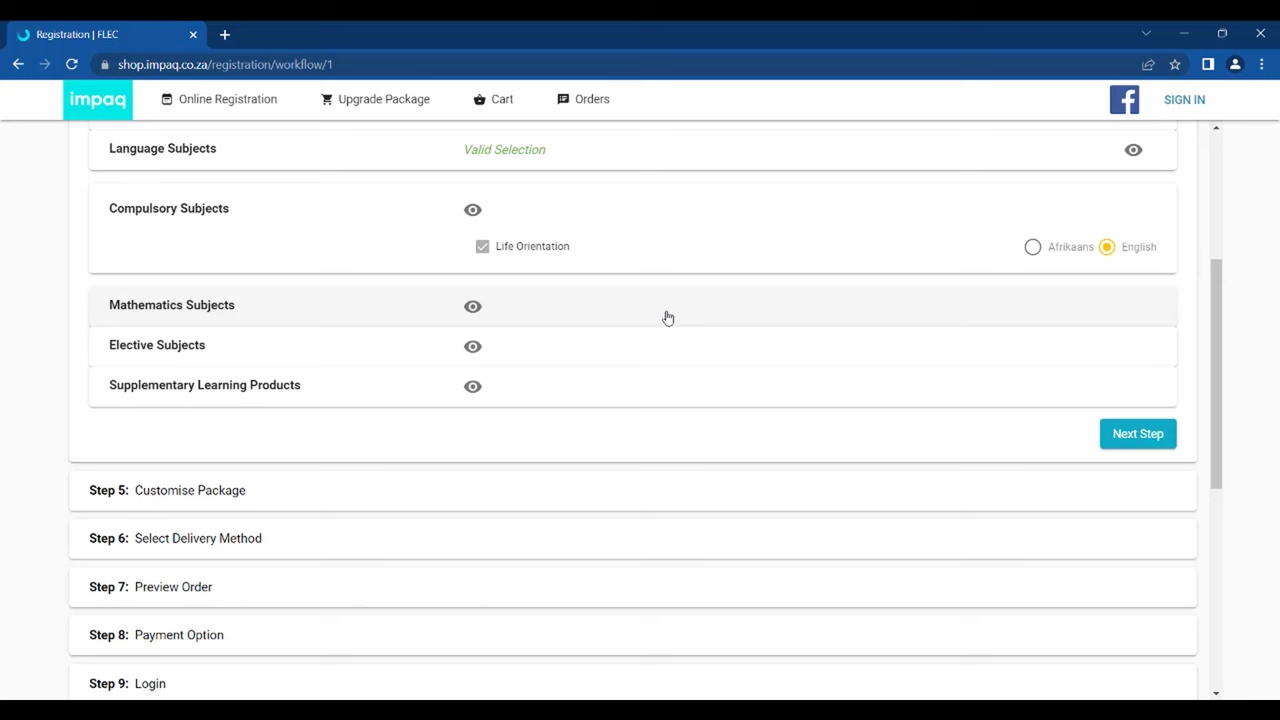 Registration | FLEC
shop.impaq.co.za/registration/workflow/1
impaq
Online Registration
Upgrade Package
Cart
Orders
SIGN IN
Language Subjects
Valid Selection
Compulsory Subjects
Life Orientation
Afrikaans
English
Mathematics Subjects
Elective Subjects
Supplementary Learning Products
Next Step
Step 5: Customise Package
Step 6: Select Delivery Method
Step 7: Preview Order
Step 8: Payment Option
Step 9: Login